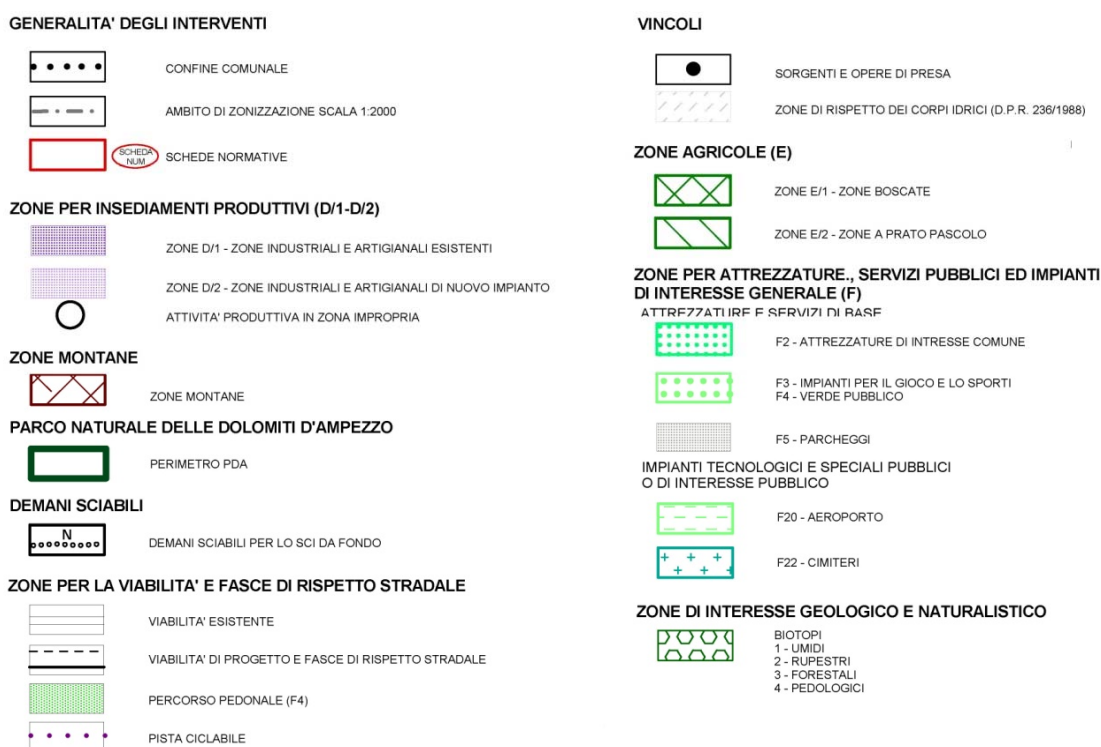 GENERALITA' DEGLI INTERVENTI
CONFINE COMUNALE
AMBITO DI ZONIZZAZIONE SCALA 1:2000
SCHEDA
NUM
SCHEDE NORMATIVE
ZONE PER INSEDIAMENTI PRODUTTIVI (D/1-D/2)
ZONE D/1 - ZONE INDUSTRIALI E ARTIGIANALI ESISTENTI
ZONE D/2 - ZONE INDUSTRIALI E ARTIGIANALI DI NUOVO IMPIANTO
ATTIVITA' PRODUTTIVA IN ZONA IMPROPRIA
ZONE MONTANE
ZONE MONTANE
PARCO NATURALE DELLE DOLOMITI D'AMPEZZO
PERIMETRO PDA
DEMANI SCIABILI
N
DEMANI SCIABILI PER LO SCI DA FONDO
ZONE PER LA VIABILITA' E FASCE DI RISPETTO STRADALE
VIABILITA' ESISTENTE
VIABILITA' DI PROGETTO E FASCE DI RISPETTO STRADALE
PERCORSO PEDONALE (F4)
PISTA CICLABILE
VINCOLI
SORGENTI E OPERE DI PRESA
ZONE DI RISPETTO DEI CORPI IDRICI (D.P.R. 236/1988)
ZONE AGRICOLE (E)
ZONE E/1 - ZONE BOSCATE
ZONE E/2 - ZONE A PRATO PASCOLO
ZONE PER ATTREZZATURE., SERVIZI PUBBLICI ED IMPIANTI
DI INTERESSE GENERALE (F)
ATTREZZATURE E SERVIZI DI BASE
F2 - ATTREZZATURE DI INTRESSE COMUNE
F3 - IMPIANTI PER IL GIOCO E LO SPORTI
F4 - VERDE PUBBLICO
F5 - PARCHEGGI
IMPIANTI TECNOLOGICI E SPECIALI PUBBLICI
O DI INTERESSE PUBBLICO
F20 - AEROPORTO
F22 - CIMITERI
ZONE DI INTERESSE GEOLOGICO E NATURALISTICO
BIOTOPI
1 - UMIDI
2 - RUPESTRI
3 - FORESTALI
4 - PEDOLOGICI